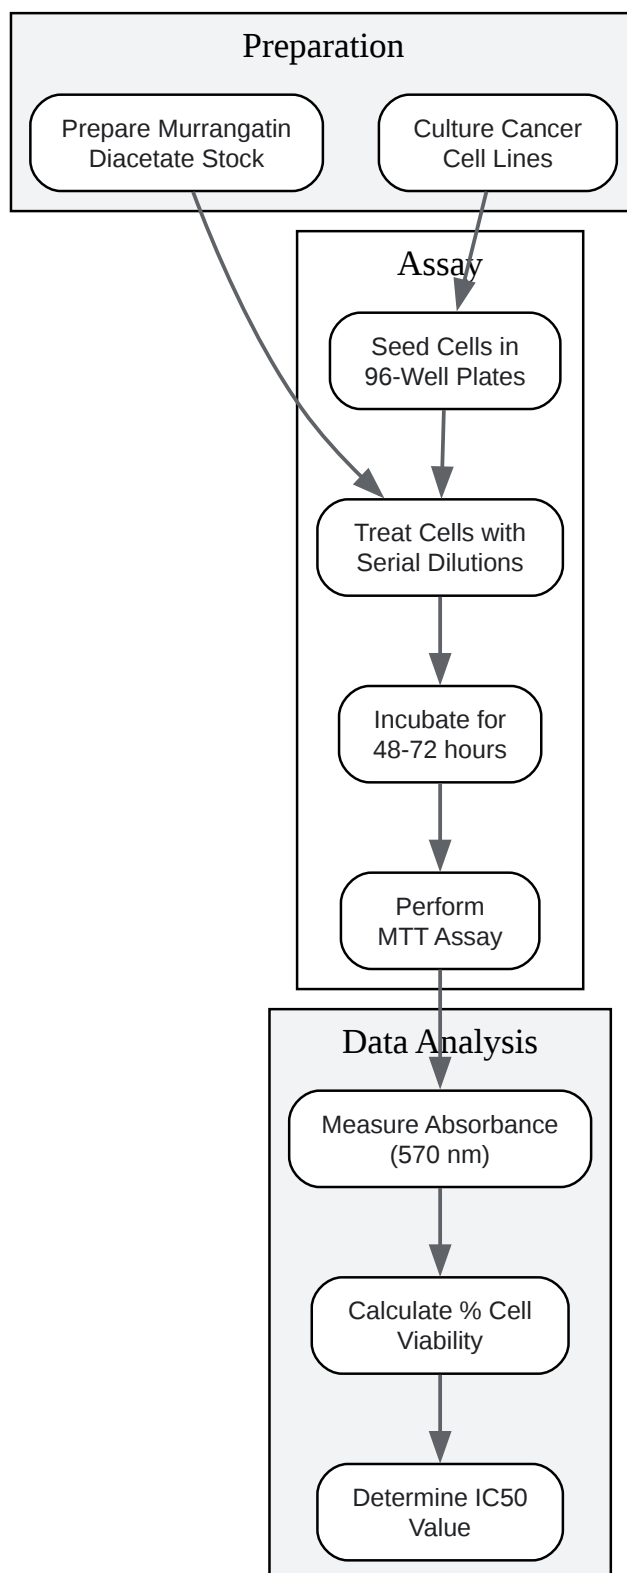 Preparation
Prepare Murrangatin
Diacetate Stock
Culture Cancer
Cell Lines
Assay
Seed Cells in
96-Well Plates
Treat Cells with
Serial Dilutions
Incubate for
48-72 hours
Perform
MTT Assay
Data Analysis
Measure Absorbance
(570 nm)
Calculate % Cell
Viability
Determine IC50
Value